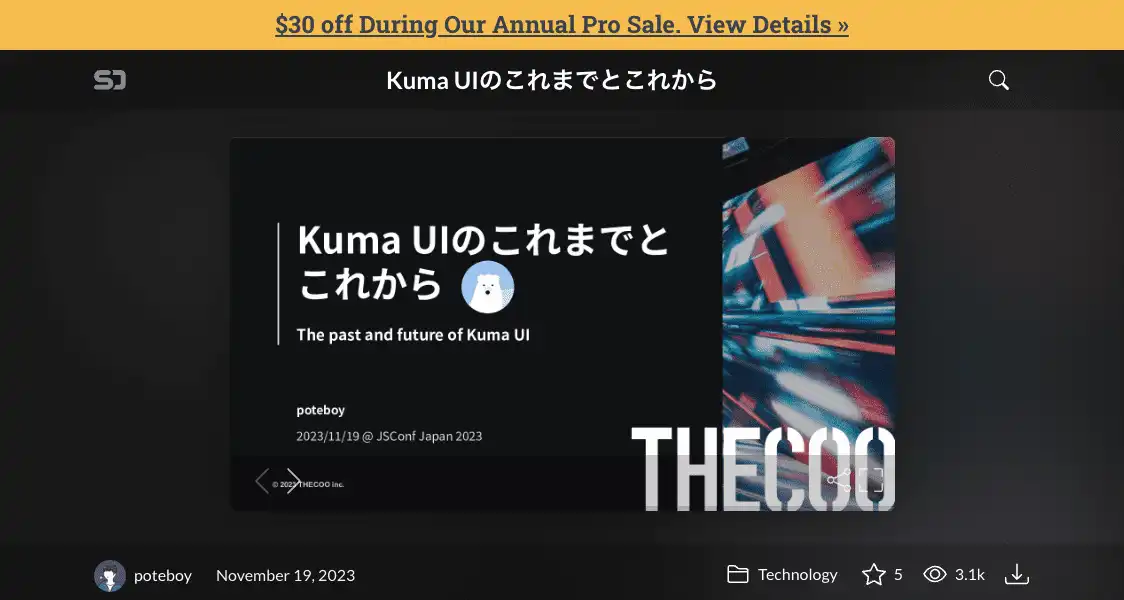 $30 off During Our Annual Pro Sale. View Details »
SD
Kuma UIのこれまでとこれから
Kuma UIのこれまでと
これから
The past and future of Kuma UI
poteboy
2023/11/19 @ JSConf Japan 2023
© 2023 THECOO Inc.
THECOO
poteboy
November 19, 2023
Technology
5
3.1k